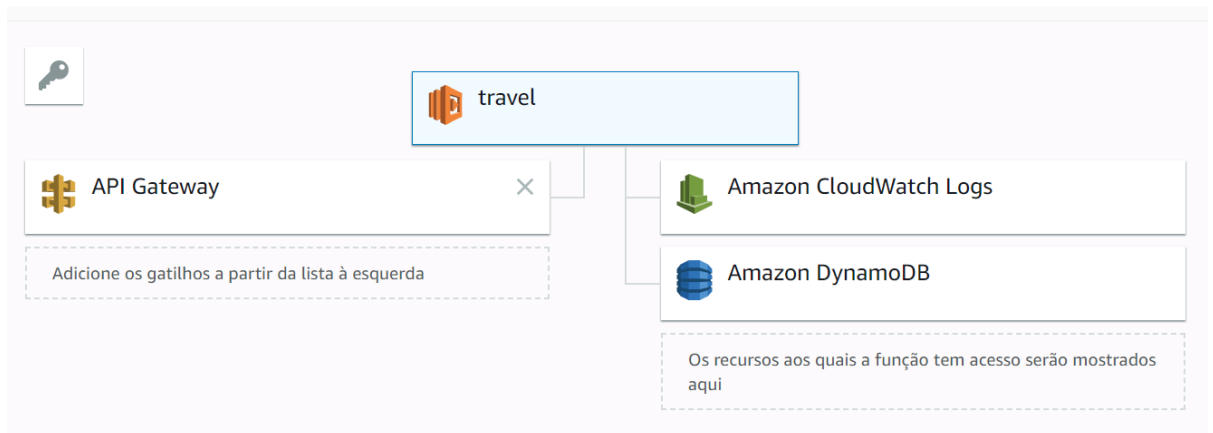 travel
API Gateway
Amazon CloudWatch Logs
Adicione os gatilhos a partir da lista à esquerda
Amazon DynamoDB
Os recursos aos quais a função tem acesso serão mostrados
aqui